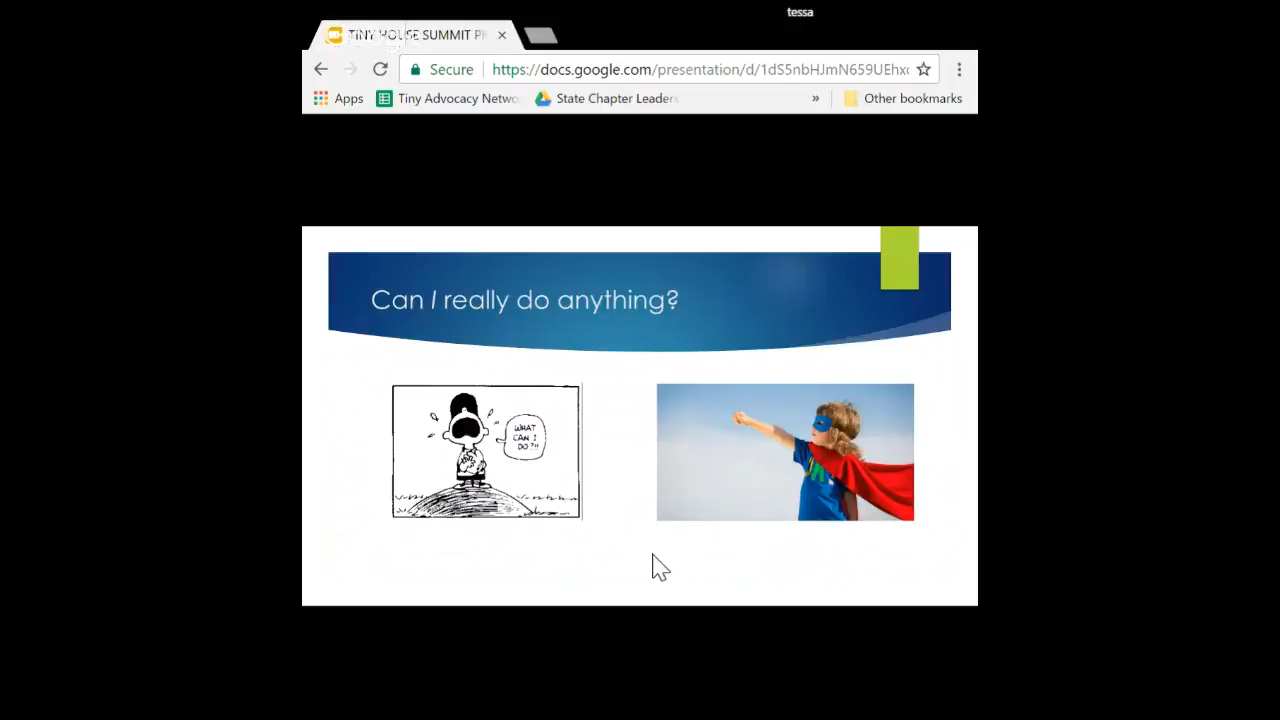 tessa
TINY HOUSE SUMMIT PR
Secure https://docs.google.com/presentation/d/1dS5nbHJmN659UEhx
Apps Tiny Advocacy Netwo State Chapter Leaders » Other bookmarks
Can I really do anything?
WHAT
CAN I
DO?!!